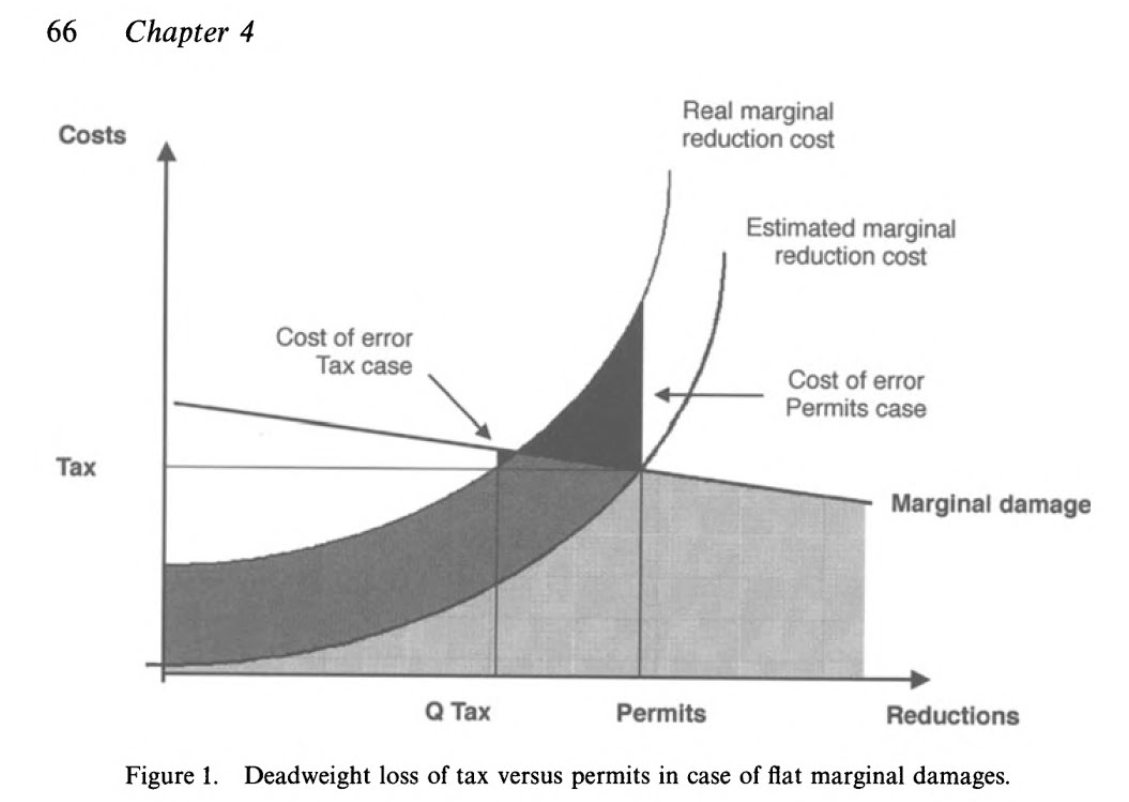 66 Chapter 4
Costs
Real marginal
reduction cost
Estimated marginal
reduction cost
Cost of error
Tax case
Cost of error
Permits case
Tax
Marginal damage
Q Tax
Permits
Reductions
Figure 1. Deadweight loss of tax versus permits in case of flat marginal damages.